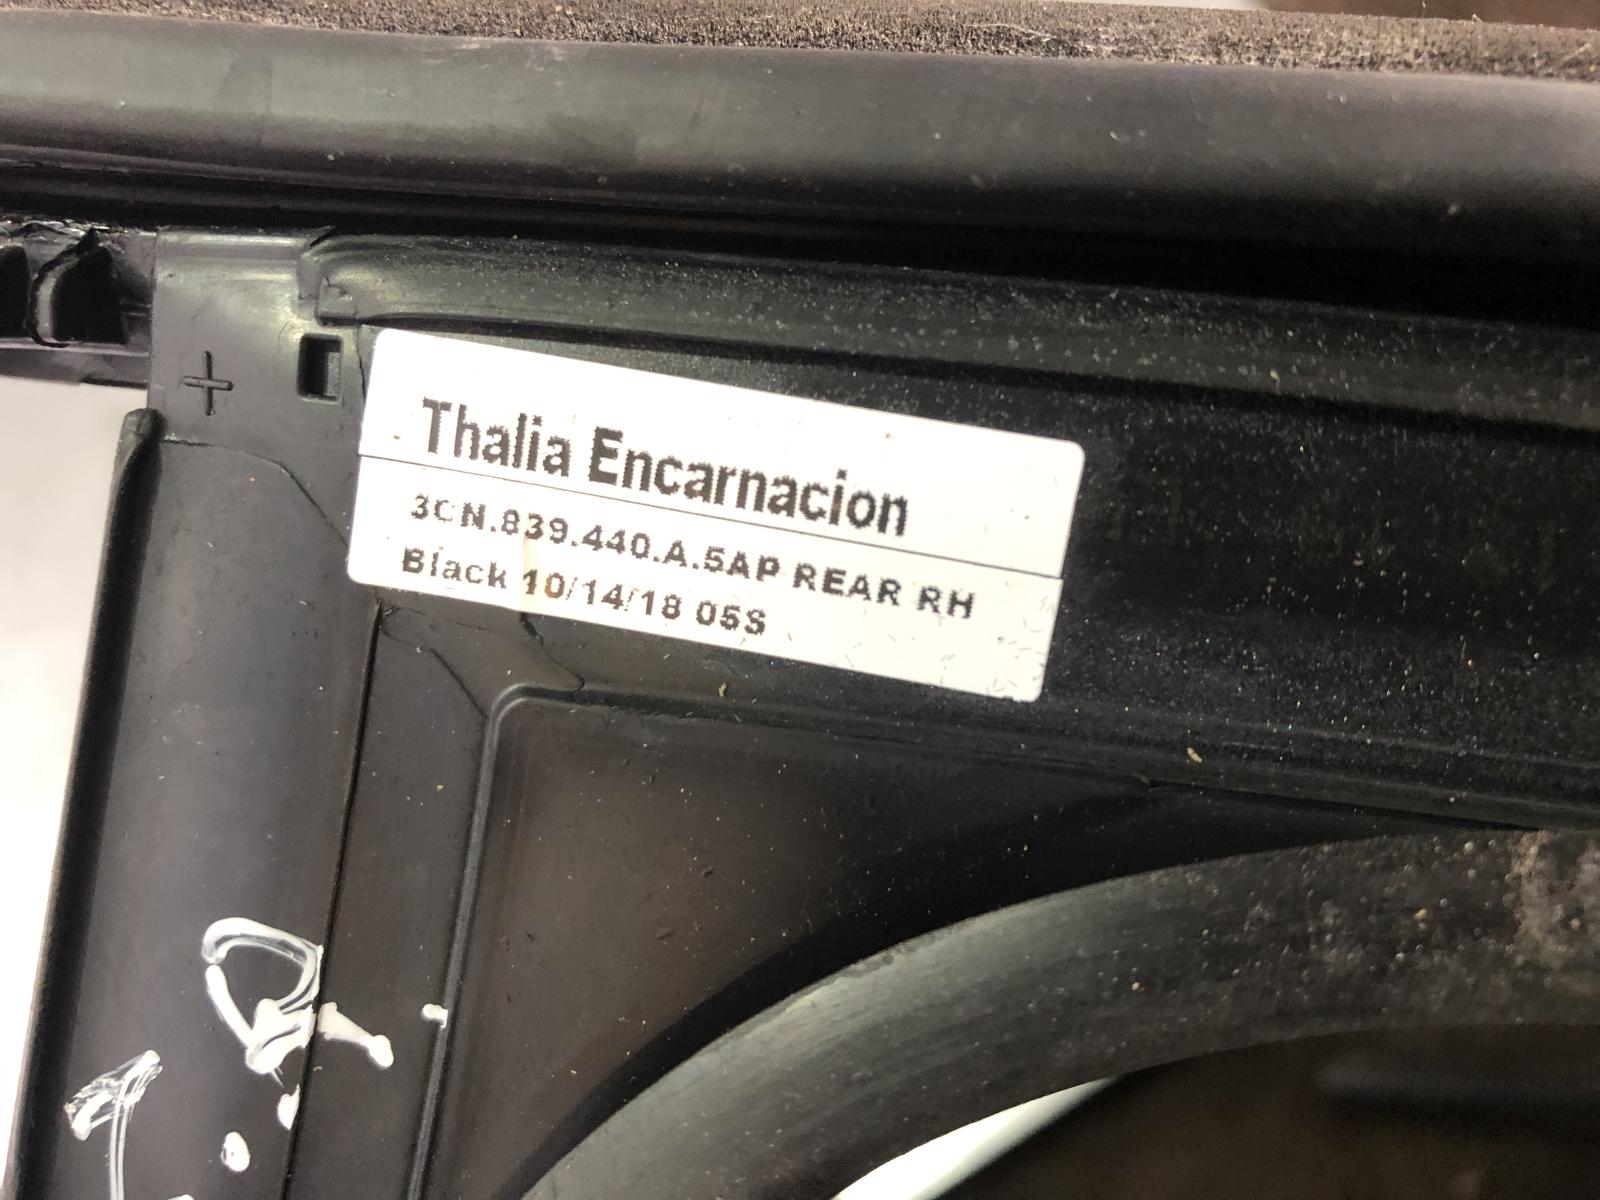 Thalia Encarnacion
3CN.839.440.A.5AP REAR RH
Black 10/14/18 05S